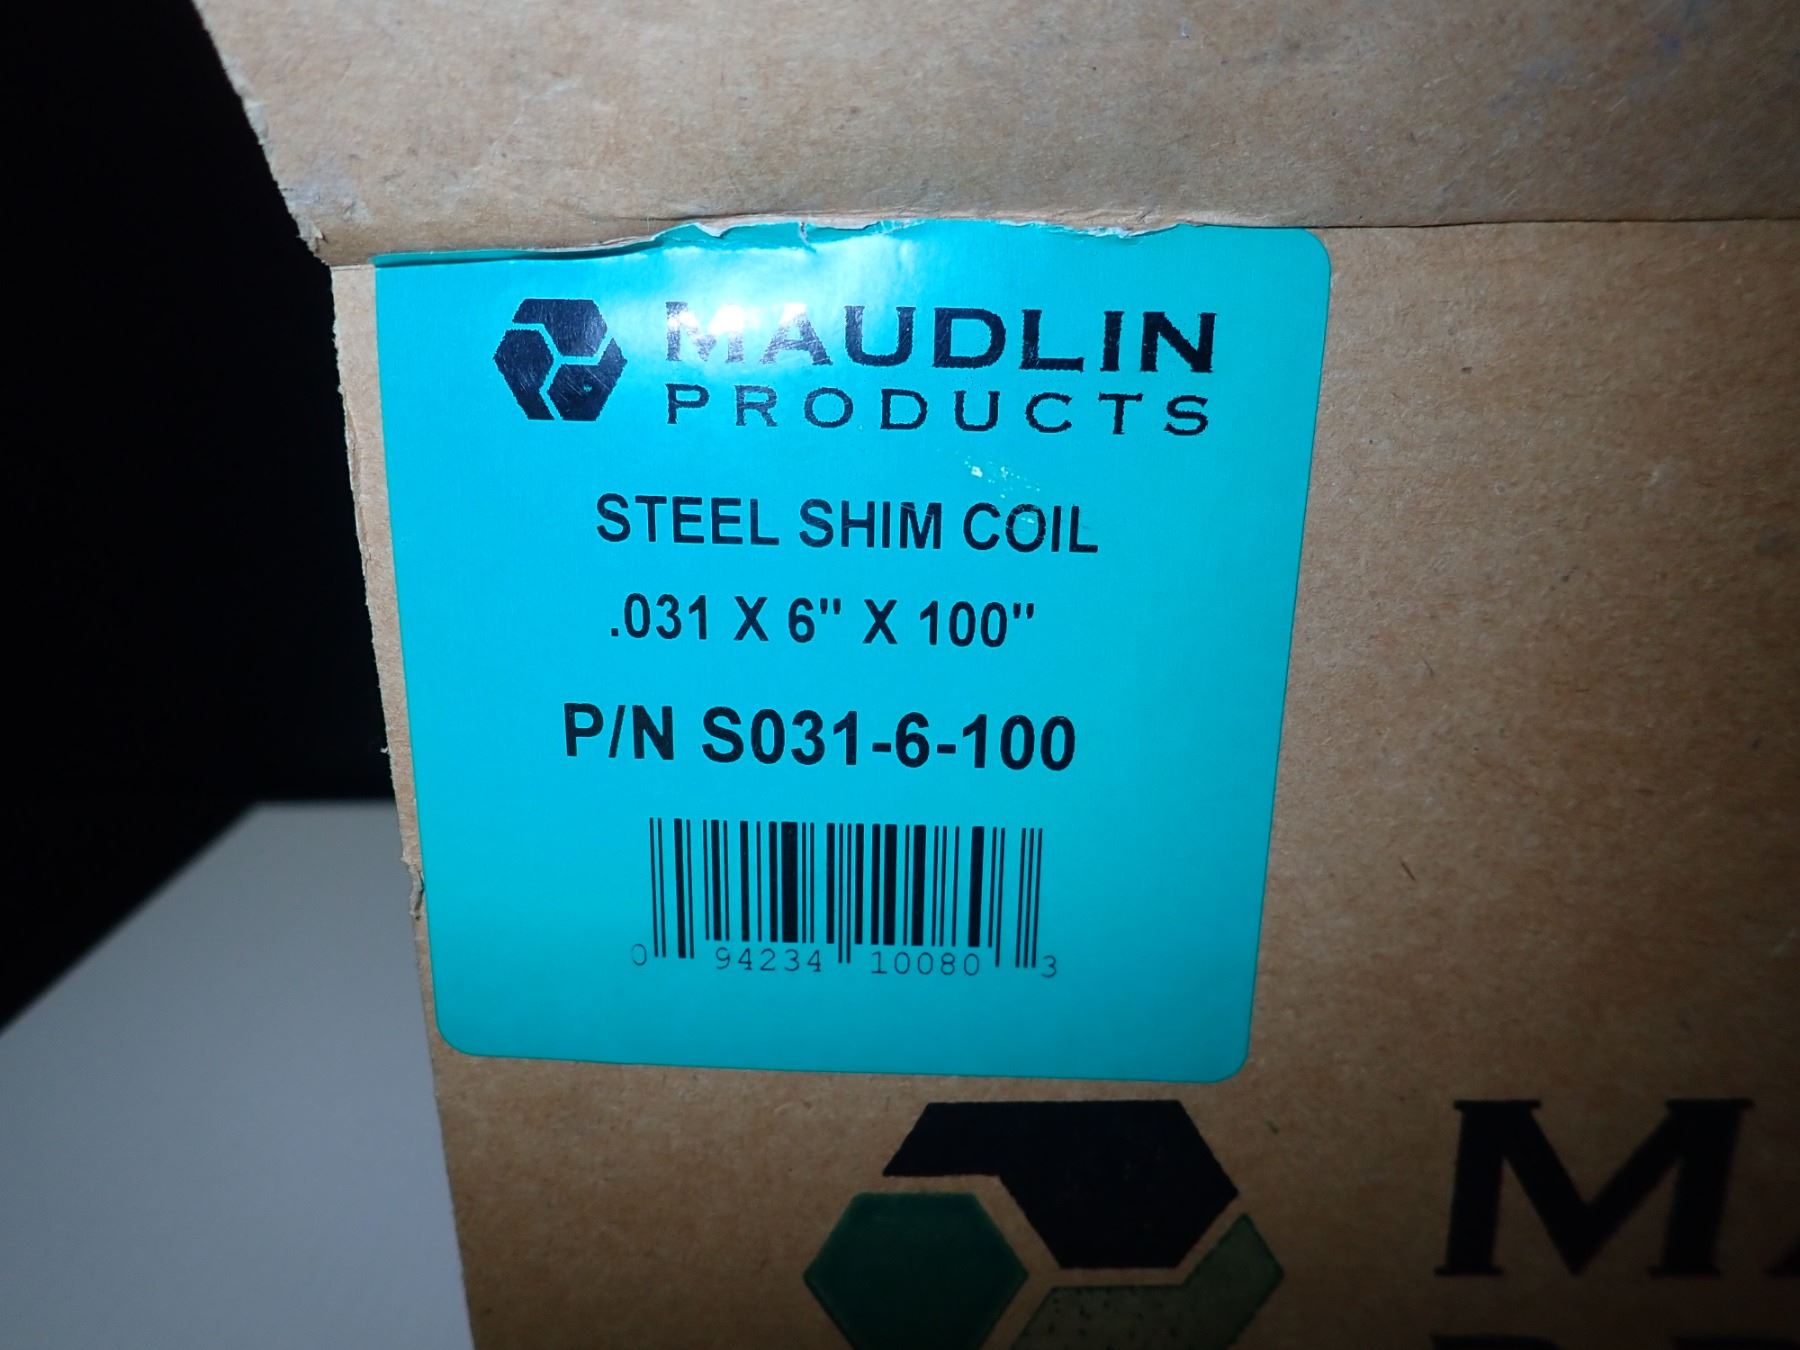 MAUDLIN
PRODUCTS
STEEL SHIM COIL
.031 X 6" X 100"
P/N S031-6-100
0 94234 10080 3